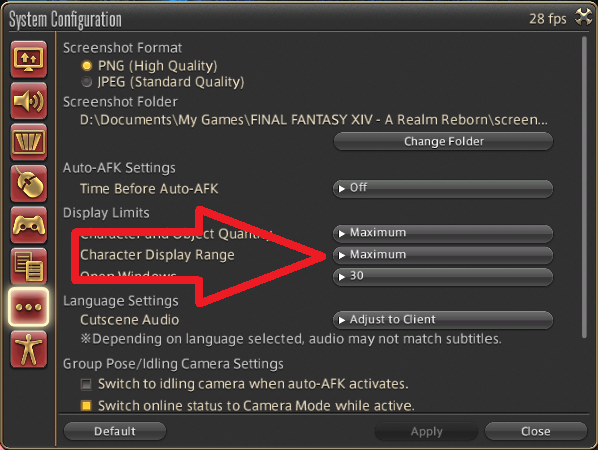 System Configuration 28 fps
Screenshot Format
PNG (High Quality)
JPEG (Standard Quality)
Screenshot Folder
D:\Documents\My Games\FINAL FANTASY XIV - A Realm Reborn\screen...
Change Folder
Auto-AFK Settings
Time Before Auto-AFK Off
Display Limits
Character and Object Quantity Maximum
Character Display Range Maximum
Open Windows 30
Language Settings
Cutscene Audio Adjust to Client
※Depending on language selected, audio may not match subtitles.
Group Pose/Idling Camera Settings
Switch to idling camera when auto-AFK activates.
Switch online status to Camera Mode while active.
Default Apply Close